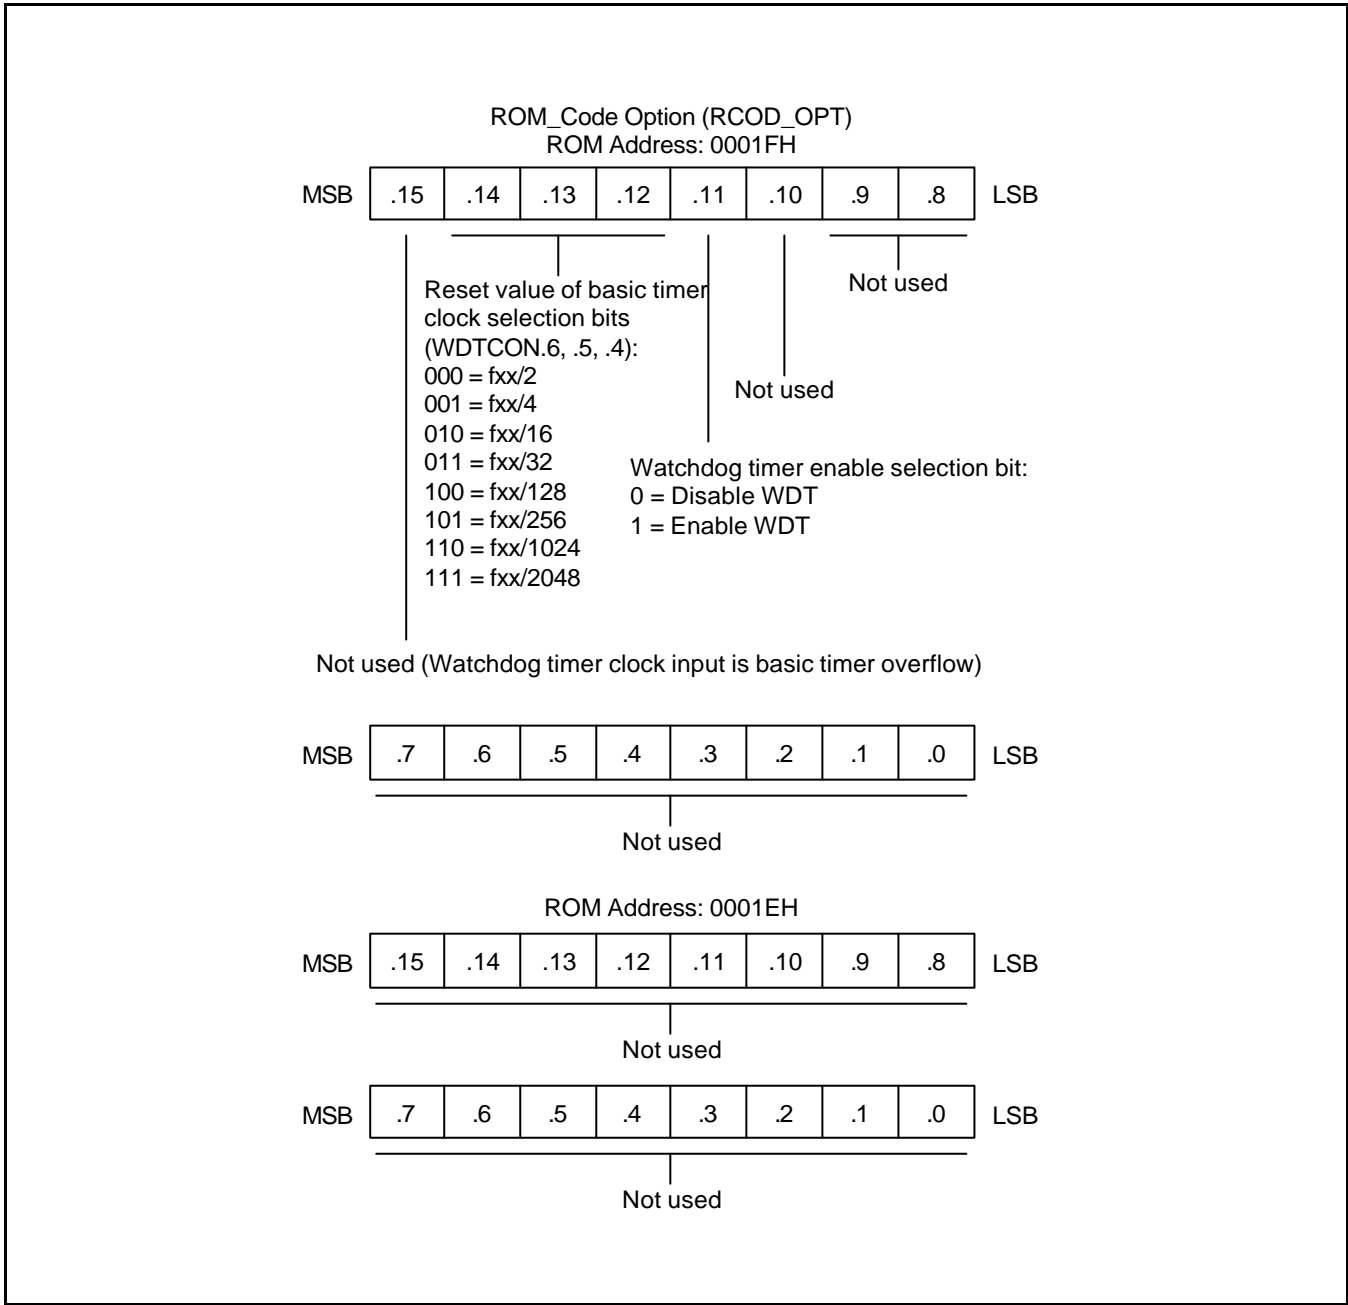 ROM_Code Option (RCOD_OPT)
ROM Address: 0001FH
MSB .15 .14 .13 .12 .11 .10 .9 .8 LSB
Not used
Reset value of basic timer
clock selection bits
(WDTCON.6, .5, .4):
000 = fxx/2
001 = fxx/4
010 = fxx/16
011 = fxx/32
100 = fxx/128
101 = fxx/256
110 = fxx/1024
111 = fxx/2048
Not used
Watchdog timer enable selection bit:
0 = Disable WDT
1 = Enable WDT
Not used (Watchdog timer clock input is basic timer overflow)
MSB .7 .6 .5 .4 .3 .2 .1 .0 LSB
Not used
ROM Address: 0001EH
MSB .15 .14 .13 .12 .11 .10 .9 .8 LSB
Not used
MSB .7 .6 .5 .4 .3 .2 .1 .0 LSB
Not used